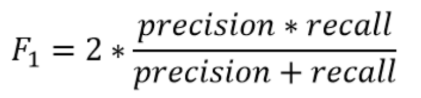 F₁ = 2 * precision * recall / precision + recall